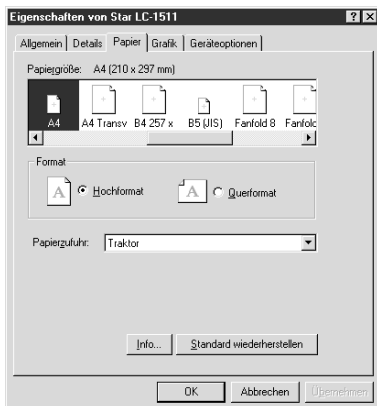 Eigenschaften von Star LC-1511
Allgemein Details Papier Grafik Geräteoptionen
Papiergröße: A4 (210 x 297 mm)
A4 A4 Transv B4 257 x B5 (JIS) Fanfold 8 Fanfold
Format
A Hochformat A Querformat
Papierzufuhr: Traktor
Info... Standard wiederherstellen
OK Abbrechen Übernehmen